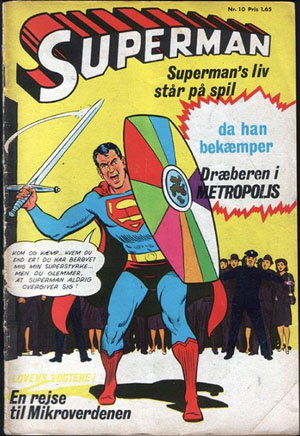 Nr. 10 Pris 1.65
SUPERMAN
Superman's liv
står på spil
da han
bekæmper
Dræberen i
METROPOLIS
KOM OG KÆMP... HVEM DU
END ER! DU HAR BERØVET
MIG MIN SUPERSTYRKE...
MEN DU GLEMMER,
AT SUPERMAN ALDRIG
OVERGIVER SIG!
LOVENS VOGTERE:
En rejse
til Mikroverdenen